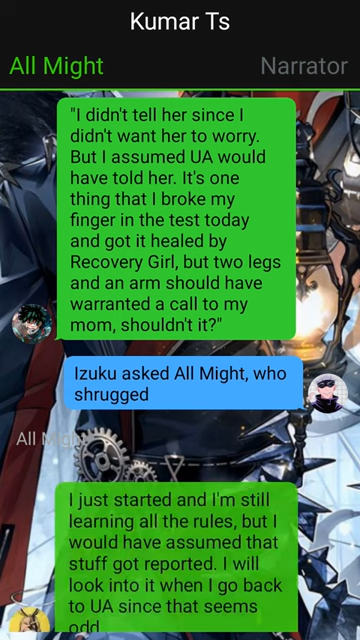 Kumar Ts
All Might
Narrator
"I didn't tell her since I
didn't want her to worry.
But I assumed UA would
have told her. It's one
thing that I broke my
finger in the test today
and got it healed by
Recovery Girl, but two legs
and an arm should have
warranted a call to my
mom, shouldn't it?"
Izuku asked All Might, who
shrugged
All Might
I just started and I'm still
learning all the rules, but I
would have assumed that
stuff got reported. I will
look into it when I go back
to UA since that seems
odd